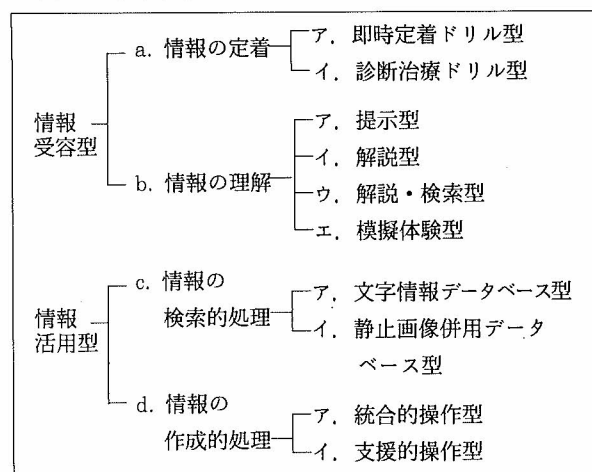 情報
受容型
a. 情報の定着
ア. 即時定着ドリル型
イ. 診断治療ドリル型
b. 情報の理解
ア. 提示型
イ. 解説型
ウ. 解説・検索型
エ. 模擬体験型
情報
活用型
c. 情報の
検索的処理
ア. 文字情報データベース型
イ. 静止画像併用データ
ベース型
d. 情報の
作成的処理
ア. 統合的操作型
イ. 支援的操作型